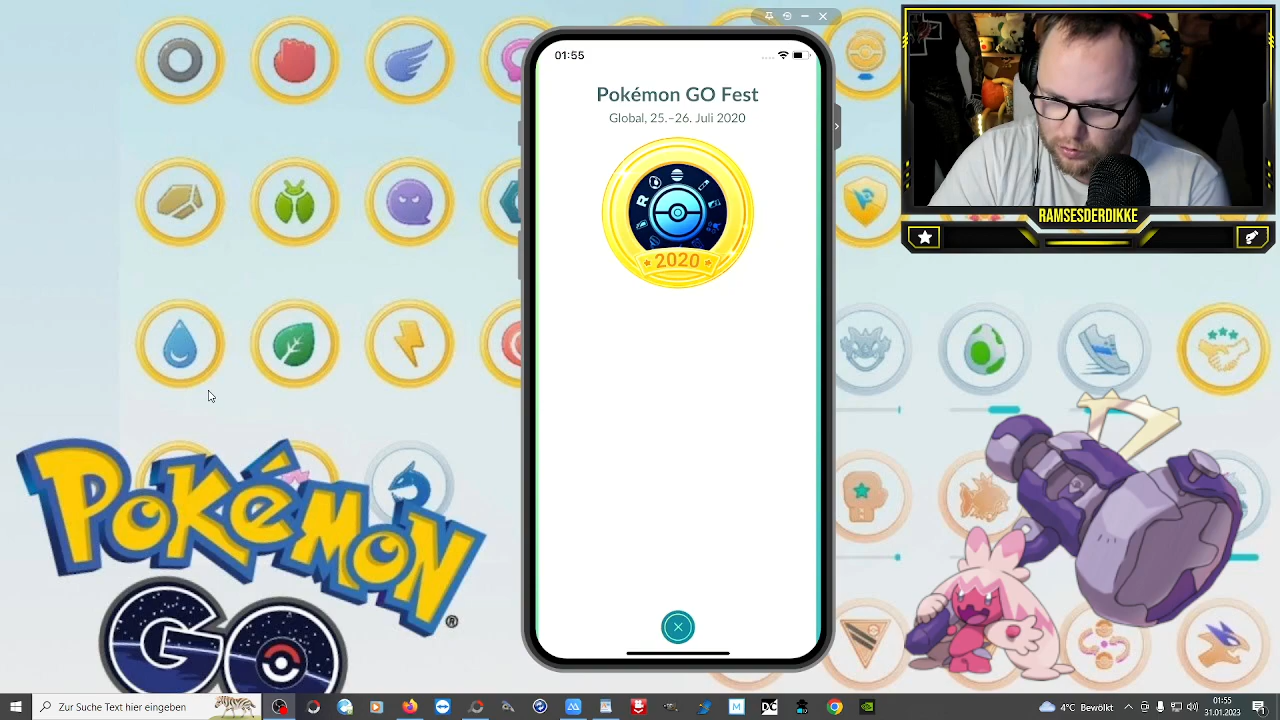 01:55
Pokémon GO Fest
Global, 25.–26. Juli 2020
R
2020
RAMSESDERDIKKE
POKéMON®
GO
Zur Suche Text hier eingeben
M
DC
4°C Bewölkt
01:55
31.01.2023